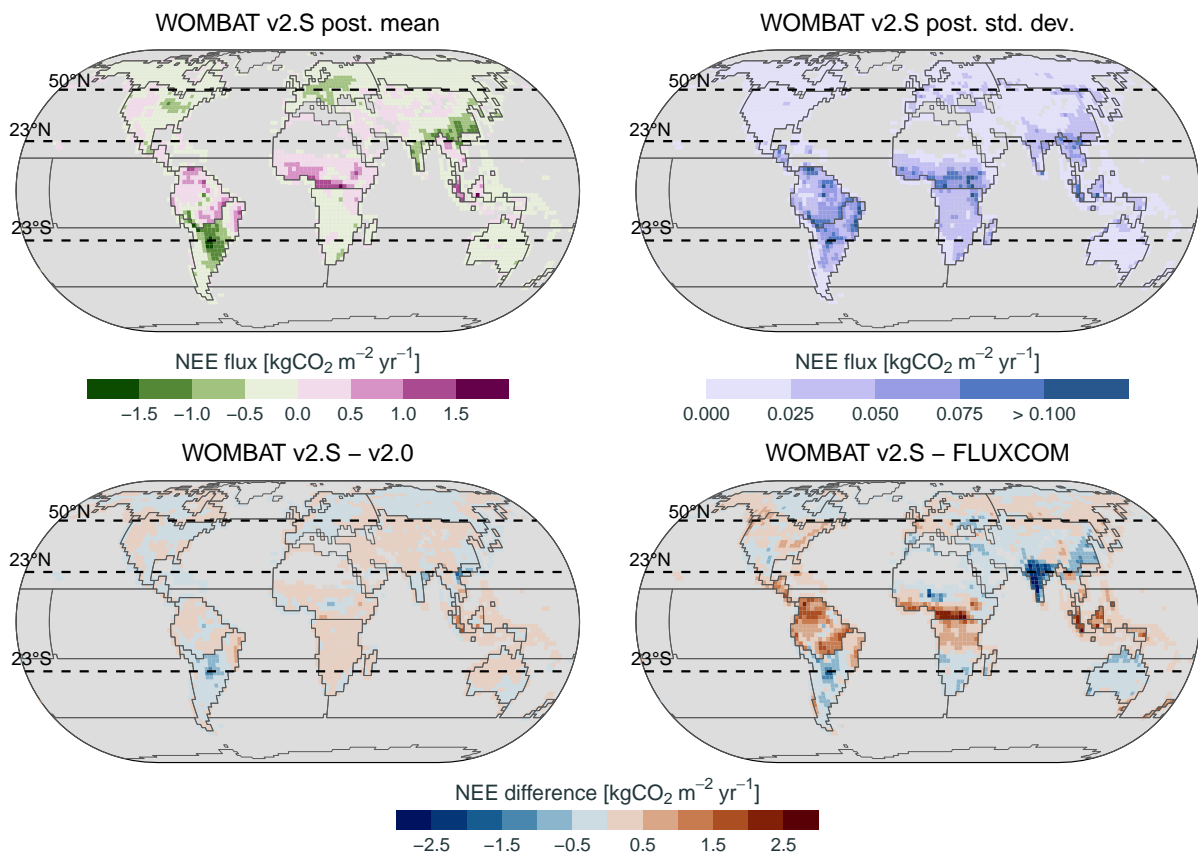 WOMBAT v2.S post. mean
WOMBAT v2.S post. std. dev.
50°N
23°N
23°S
50°N
23°N
23°S
NEE flux [kgCO₂ m⁻² yr⁻¹]
−1.5 −1.0 −0.5 0.0 0.5 1.0 1.5
NEE flux [kgCO₂ m⁻² yr⁻¹]
0.000 0.025 0.050 0.075 > 0.100
WOMBAT v2.S − v2.0
WOMBAT v2.S − FLUXCOM
50°N
23°N
23°S
50°N
23°N
23°S
NEE difference [kgCO₂ m⁻² yr⁻¹]
−2.5 −1.5 −0.5 0.5 1.5 2.5